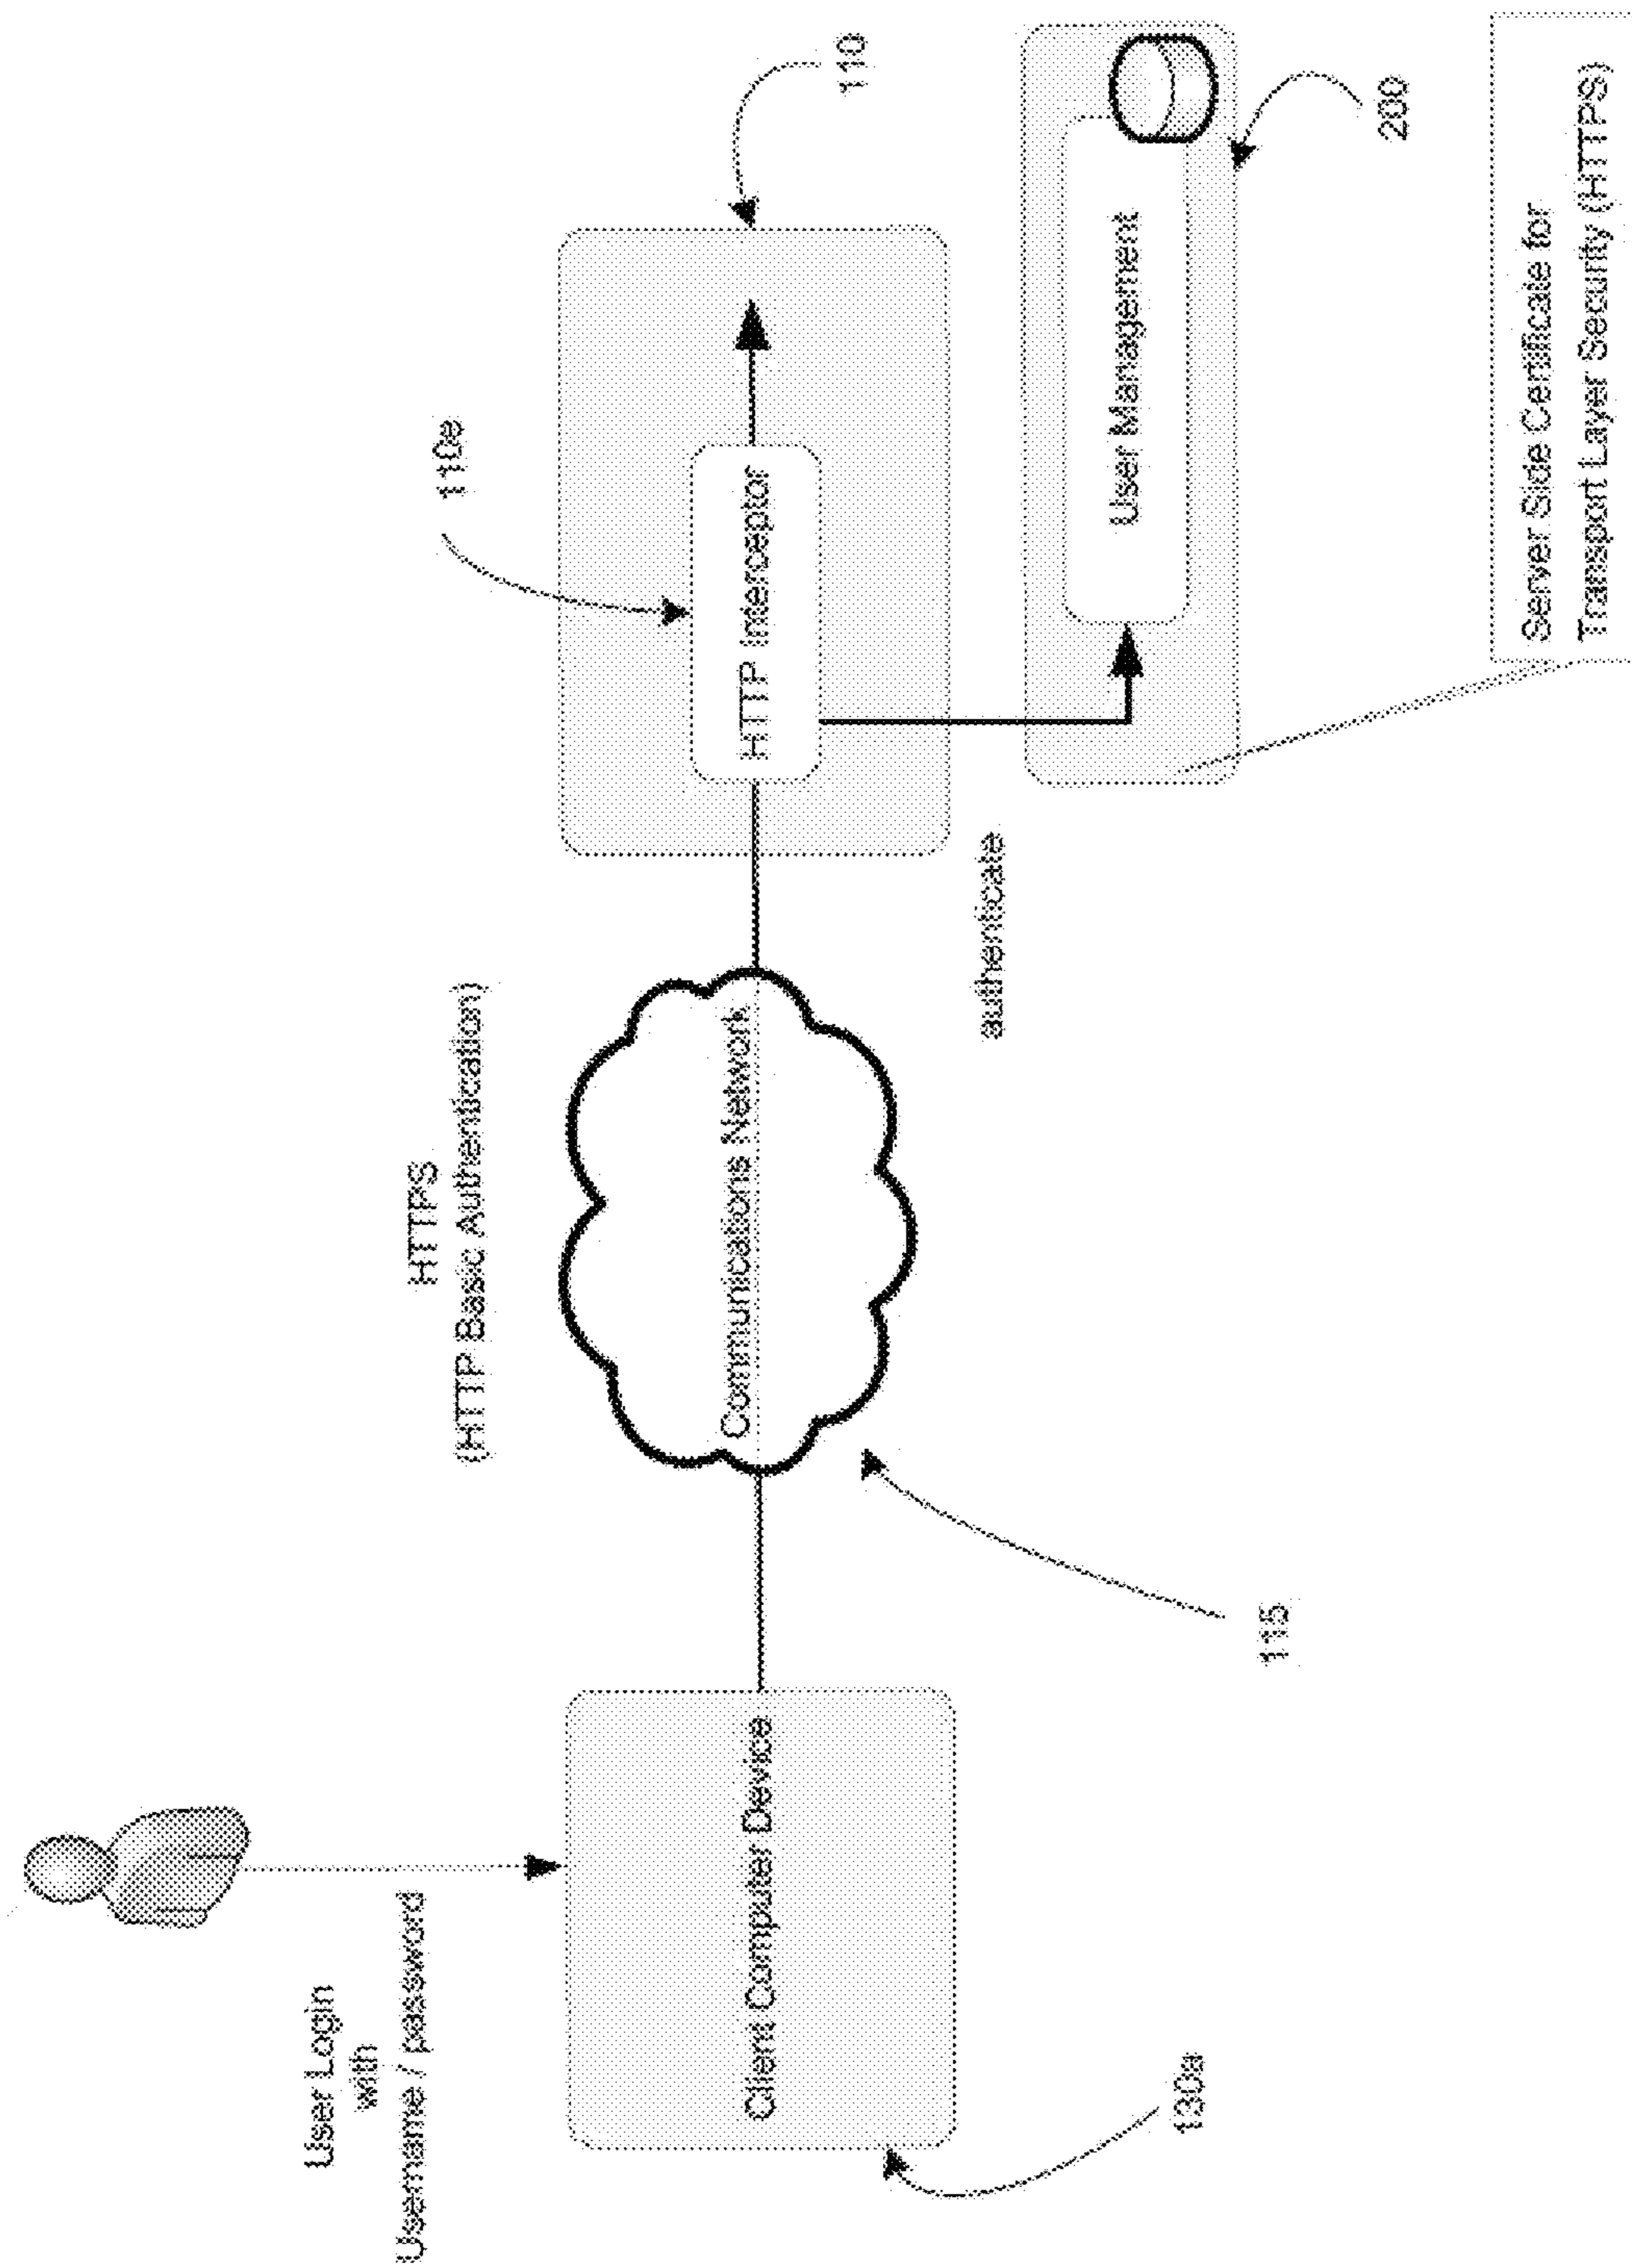 User Login
with
Username / password
Client Computer Device
130a
HTTPS
(HTTP Basic Authentication)
Communications Network
115
110e
HTTP Interceptor
110
authenticate
User Management
200
Server Side Certificate for
Transport Layer Security (HTTPS)